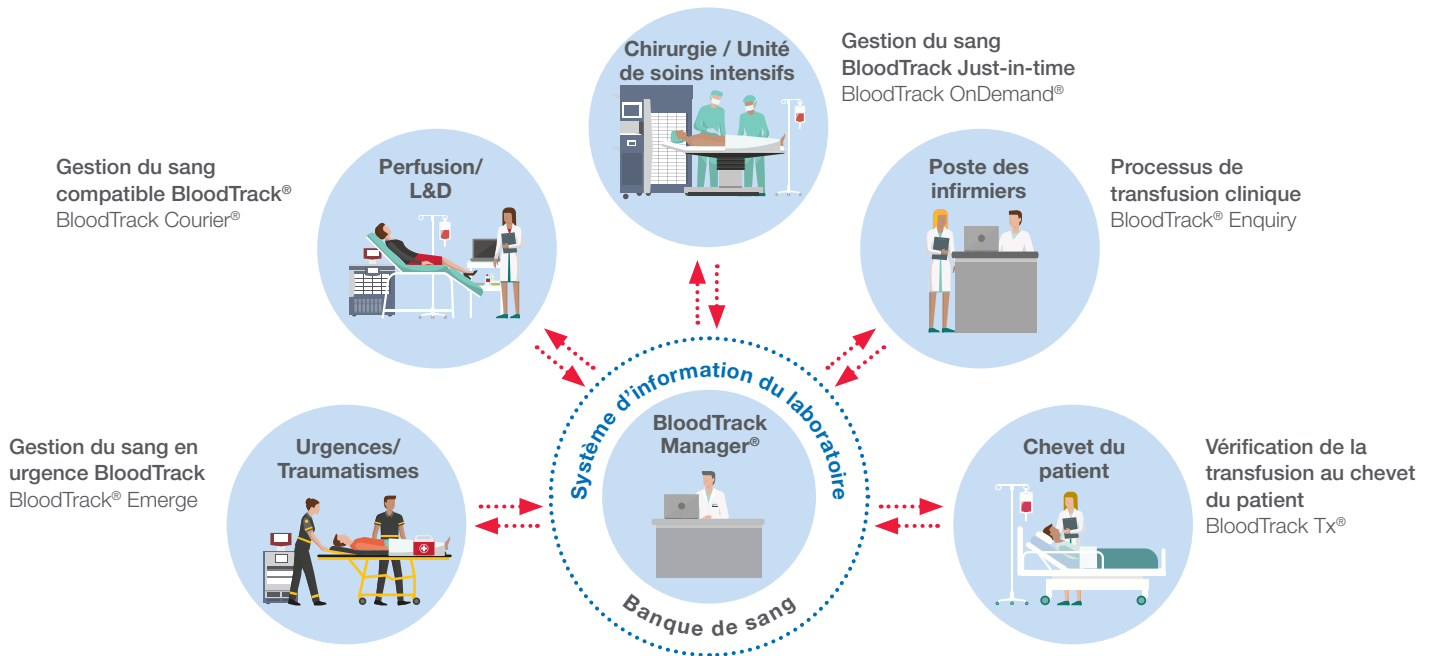 Chirurgie / Unité
de soins intensifs
Gestion du sang
BloodTrack Just-in-time
BloodTrack OnDemand®
Gestion du sang
compatible BloodTrack®
BloodTrack Courier®
Perfusion/
L&D
Poste des
infirmiers
Processus de
transfusion clinique
BloodTrack® Enquiry
Gestion du sang en
urgence BloodTrack
BloodTrack® Emerge
Urgences/
Traumatismes
Système d'information du laboratoire
BloodTrack
Manager®
Banque de sang
Chevet du
patient
Vérification de la
transfusion au chevet
du patient
BloodTrack Tx®